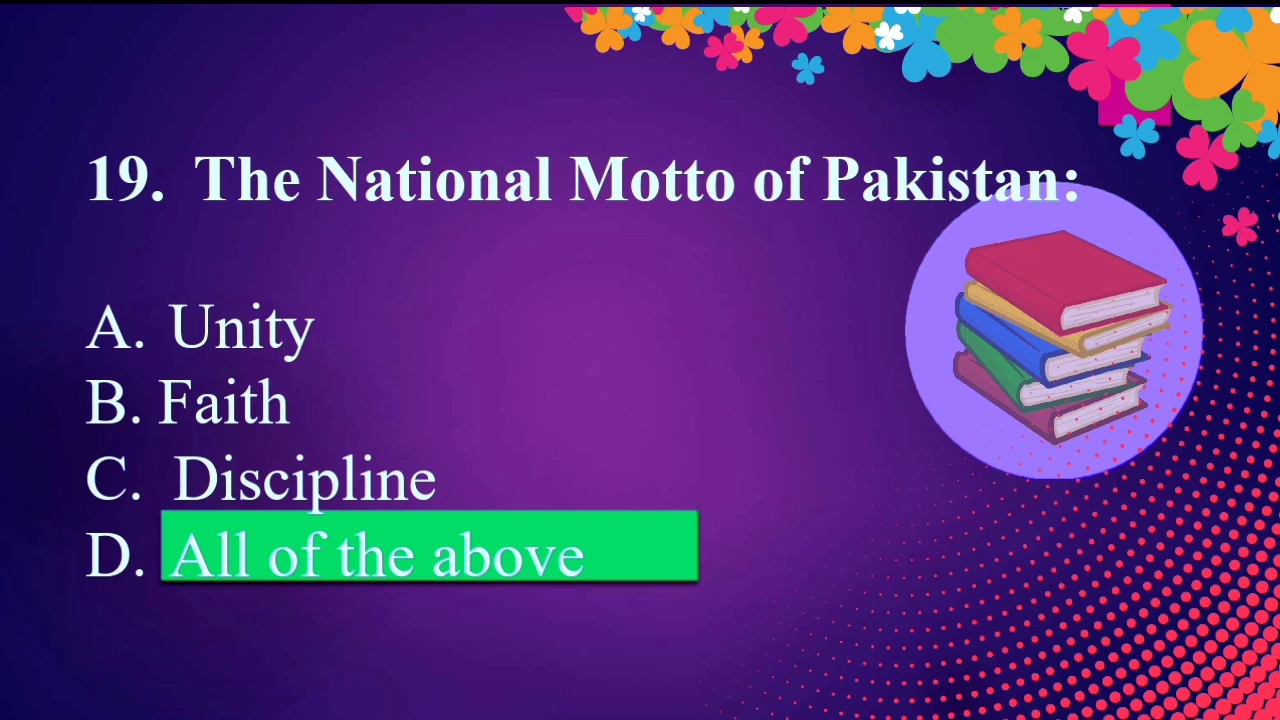 19. The National Motto of Pakistan:
A. Unity
B. Faith
C. Discipline
D. All of the above